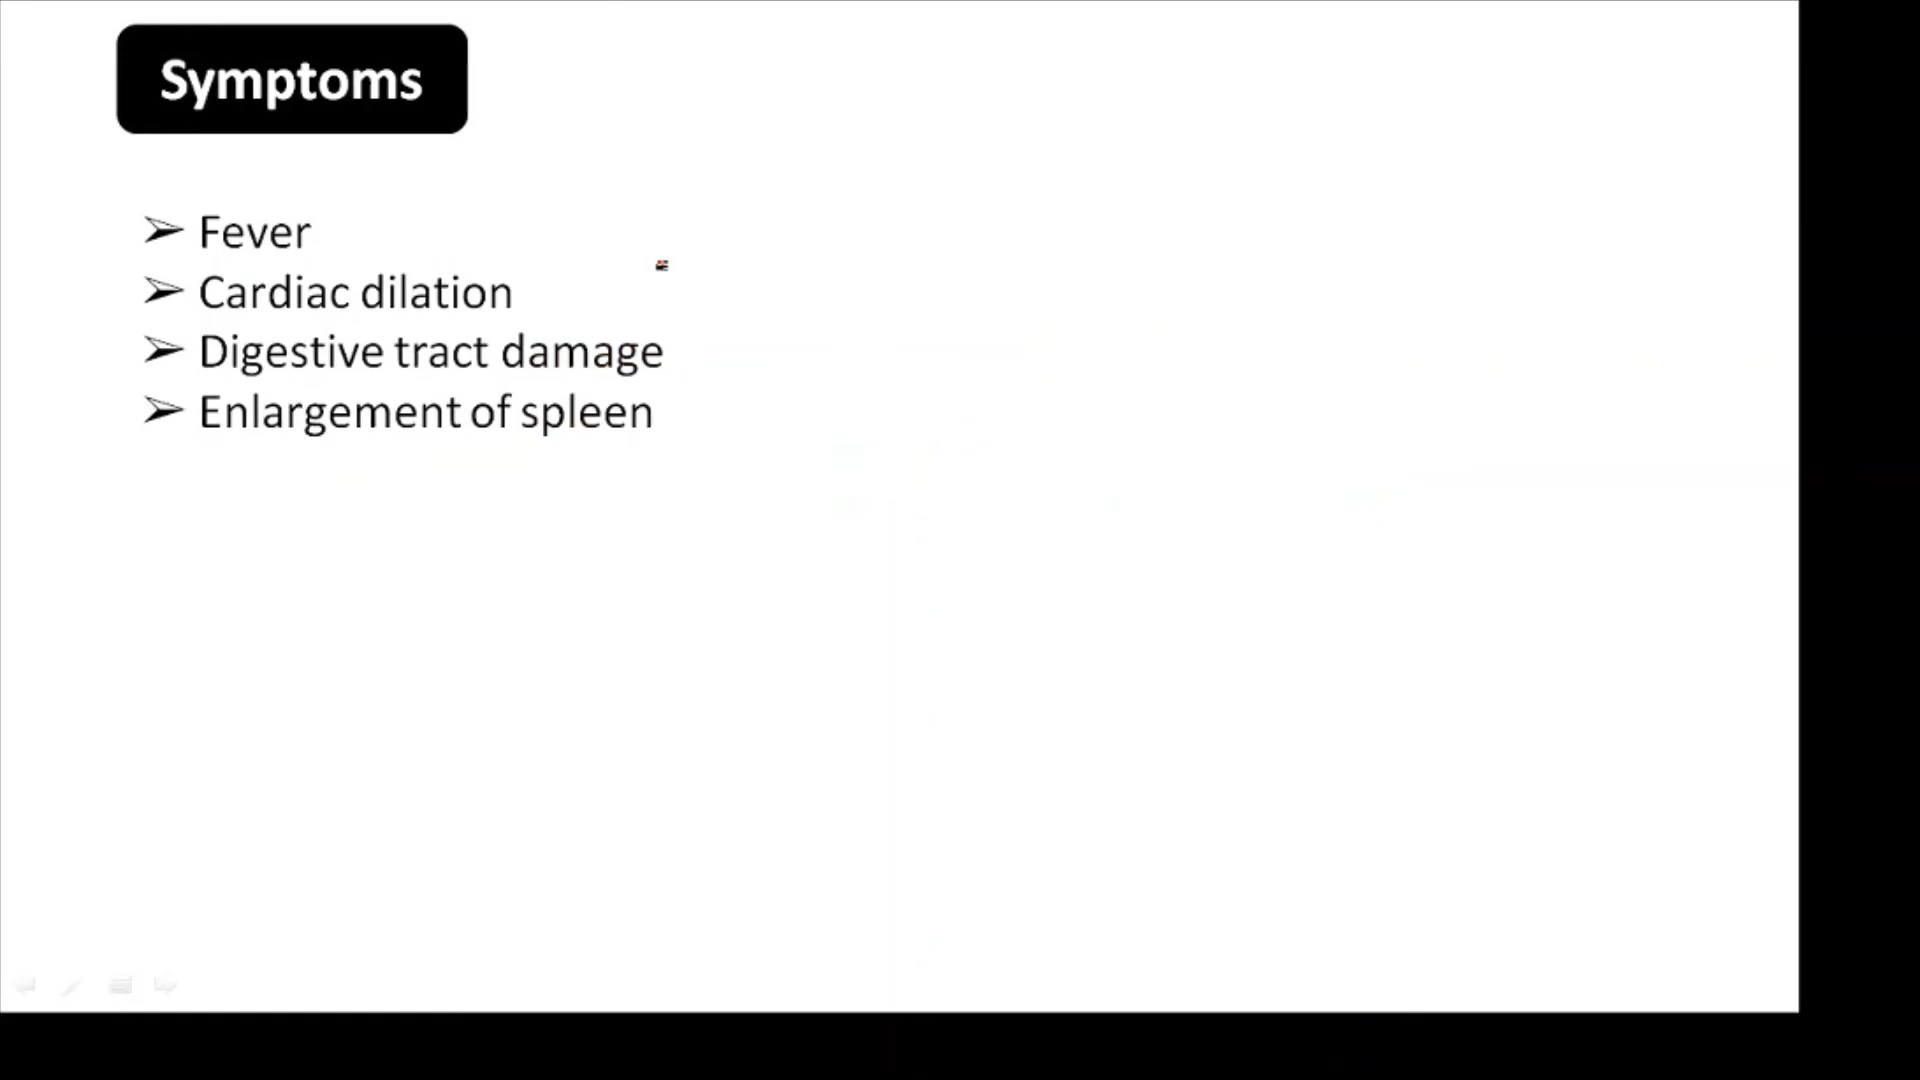 Symptoms
➢ Fever
➢ Cardiac dilation
➢ Digestive tract damage
➢ Enlargement of spleen